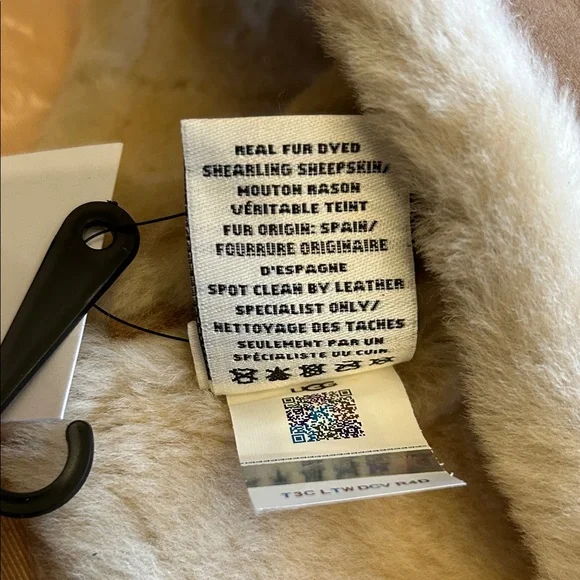 REAL FUR DYED
SHEARLING SHEEPSKIN/
MOUTON RASON
VÉRITABLE TEINT
FUR ORIGIN: SPAIN/
FOURRURE ORIGINAIRE
D'ESPAGNE
SPOT CLEAN BY LEATHER
SPECIALIST ONLY/
NETTOYAGE DES TACHES
SEULEMENT PAR UN
SPÉCIALISTE DU CUIR
UGG
T3C LTW DCV R4D